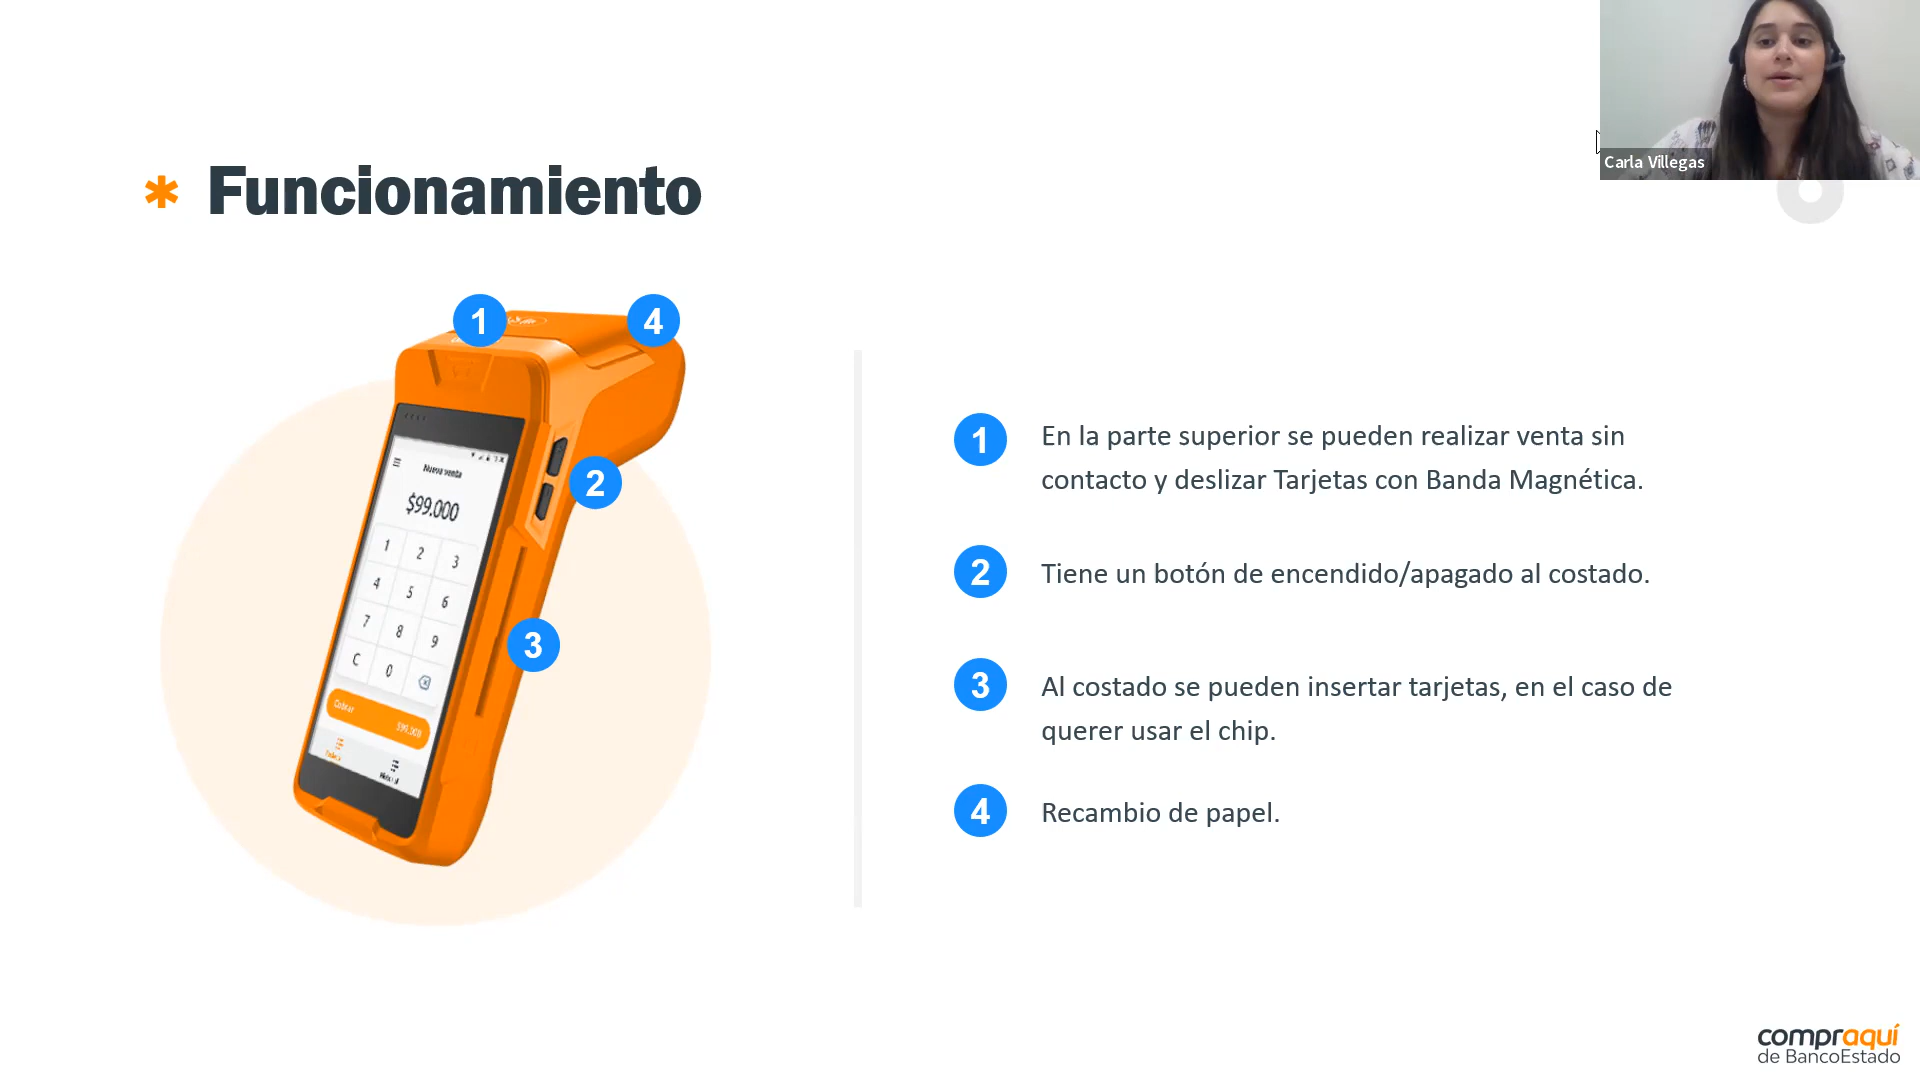 Carla Villegas
Funcionamiento
1
4
2
3
Nueva venta
$99.000
1 2 3
4 5 6
7 8 9
C 0
Cobrar
$99.000
1
En la parte superior se pueden realizar venta sin
contacto y deslizar Tarjetas con Banda Magnética.
2
Tiene un botón de encendido/apagado al costado.
3
Al costado se pueden insertar tarjetas, en el caso de
querer usar el chip.
4
Recambio de papel.
compraquí
de BancoEstado